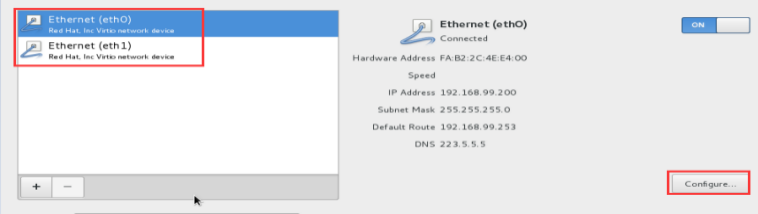 Ethernet (eth0)
Red Hat, Inc Virtio network device
Ethernet (eth1)
Red Hat, Inc Virtio network device
+ −
Ethernet (eth0)
Connected
ON
Hardware Address FA:B2:2C:4E:E4:00
Speed
IP Address 192.168.99.200
Subnet Mask 255.255.255.0
Default Route 192.168.99.253
DNS 223.5.5.5
Configure...